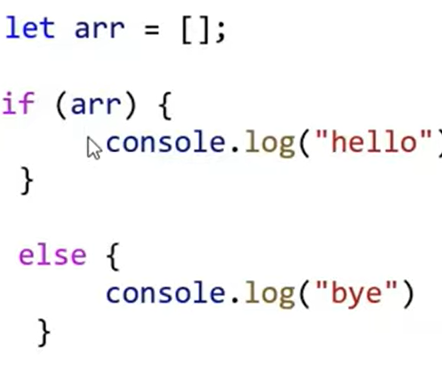 let arr = [];
if (arr) {
console.log("hello")
}
else {
console.log("bye")
}